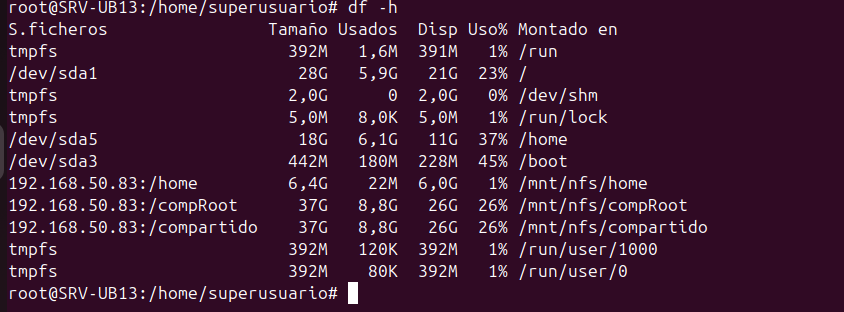 root@SRV-UB13:/home/superusuario# df -h
S.ficheros                Tamaño Usados  Disp Uso% Montado en
tmpfs                       392M   1,6M  391M   1% /run
/dev/sda1                    28G   5,9G   21G  23% /
tmpfs                       2,0G      0  2,0G   0% /dev/shm
tmpfs                       5,0M   8,0K  5,0M   1% /run/lock
/dev/sda5                    18G   6,1G   11G  37% /home
/dev/sda3                   442M   180M  228M  45% /boot
192.168.50.83:/home         6,4G    22M  6,0G   1% /mnt/nfs/home
192.168.50.83:/compRoot      37G   8,8G   26G  26% /mnt/nfs/compRoot
192.168.50.83:/compartido    37G   8,8G   26G  26% /mnt/nfs/compartido
tmpfs                       392M   120K  392M   1% /run/user/1000
tmpfs                       392M    80K  392M   1% /run/user/0
root@SRV-UB13:/home/superusuario#